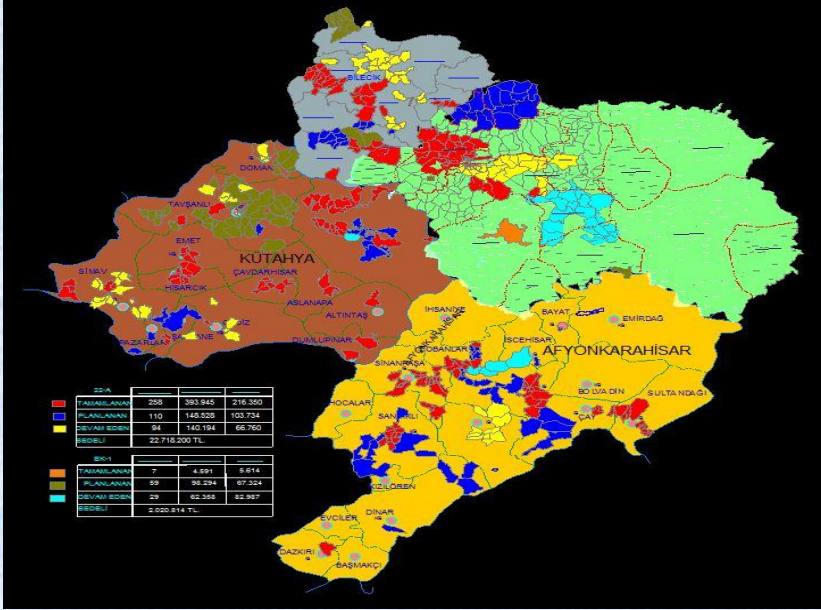 BİLECİK
DOMAN
TAVŞANLI
EMET
KÜTAHYA
SİMAV
ÇAVDARHİSAR
HİSARCIK
ASLANAPA
ALTINTAŞ
DUMLUPINAR
İHSANİYE
BAYAT
EMİRDAĞ
İSCEHİSAR
AFYONKARAHİSAR
SİNANPAŞA
HOCALAR
BOLVADİN
SULTANDAĞI
ÇAY
KIZILÖREN
DİNAR
EVCİLER
DAZKIRI
BAŞMAKÇI
22-A
TAMAMLANAN 258 393.945 216.350
PLANLANAN 110 148.528 103.734
DEVAM EDEN 94 140.194 66.760
BEDELİ 22.718.200 TL.
EK-1
TAMAMLANAN 7 4.591 5.614
PLANLANAN 59 98.294 67.324
DEVAM EDEN 29 62.358 82.987
BEDELİ 2.020.814 TL.